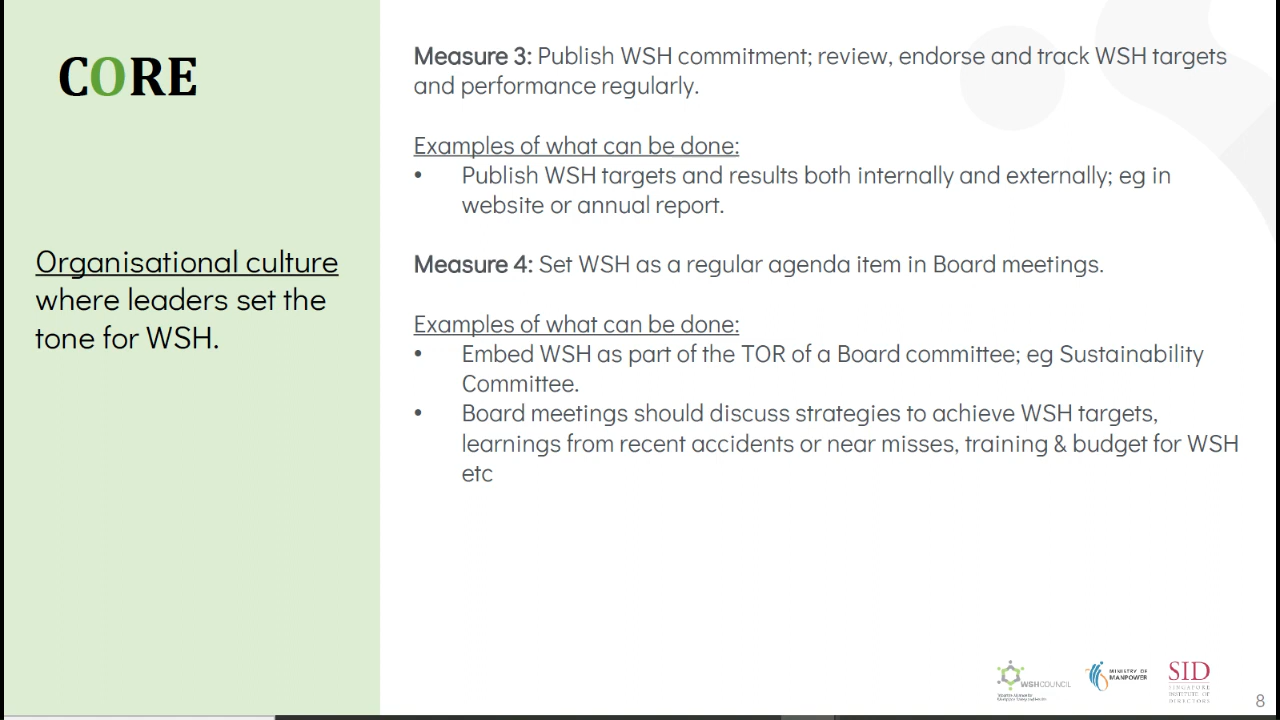 CORE
Organisational culture
where leaders set the
tone for WSH.
Measure 3: Publish WSH commitment; review, endorse and track WSH targets
and performance regularly.
Examples of what can be done:
• Publish WSH targets and results both internally and externally; eg in
website or annual report.
Measure 4: Set WSH as a regular agenda item in Board meetings.
Examples of what can be done:
• Embed WSH as part of the TOR of a Board committee; eg Sustainability
Committee.
• Board meetings should discuss strategies to achieve WSH targets,
learnings from recent accidents or near misses, training & budget for WSH
etc
WSHCOUNCIL
MINISTRY OF
MANPOWER
SID
SINGAPORE
INSTITUTE OF
DIRECTORS
8